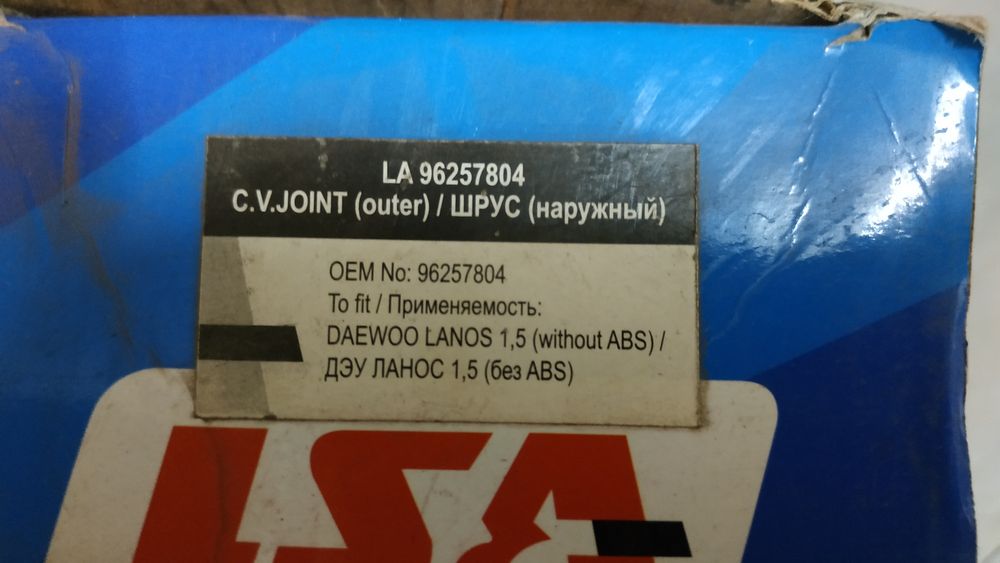 LA 96257804
C.V.JOINT (outer) / ШРУС (наружный)
OEM No: 96257804
To fit / Применяемость:
DAEWOO LANOS 1,5 (without ABS) /
ДЭУ ЛАНОС 1,5 (без ABS)
LSA